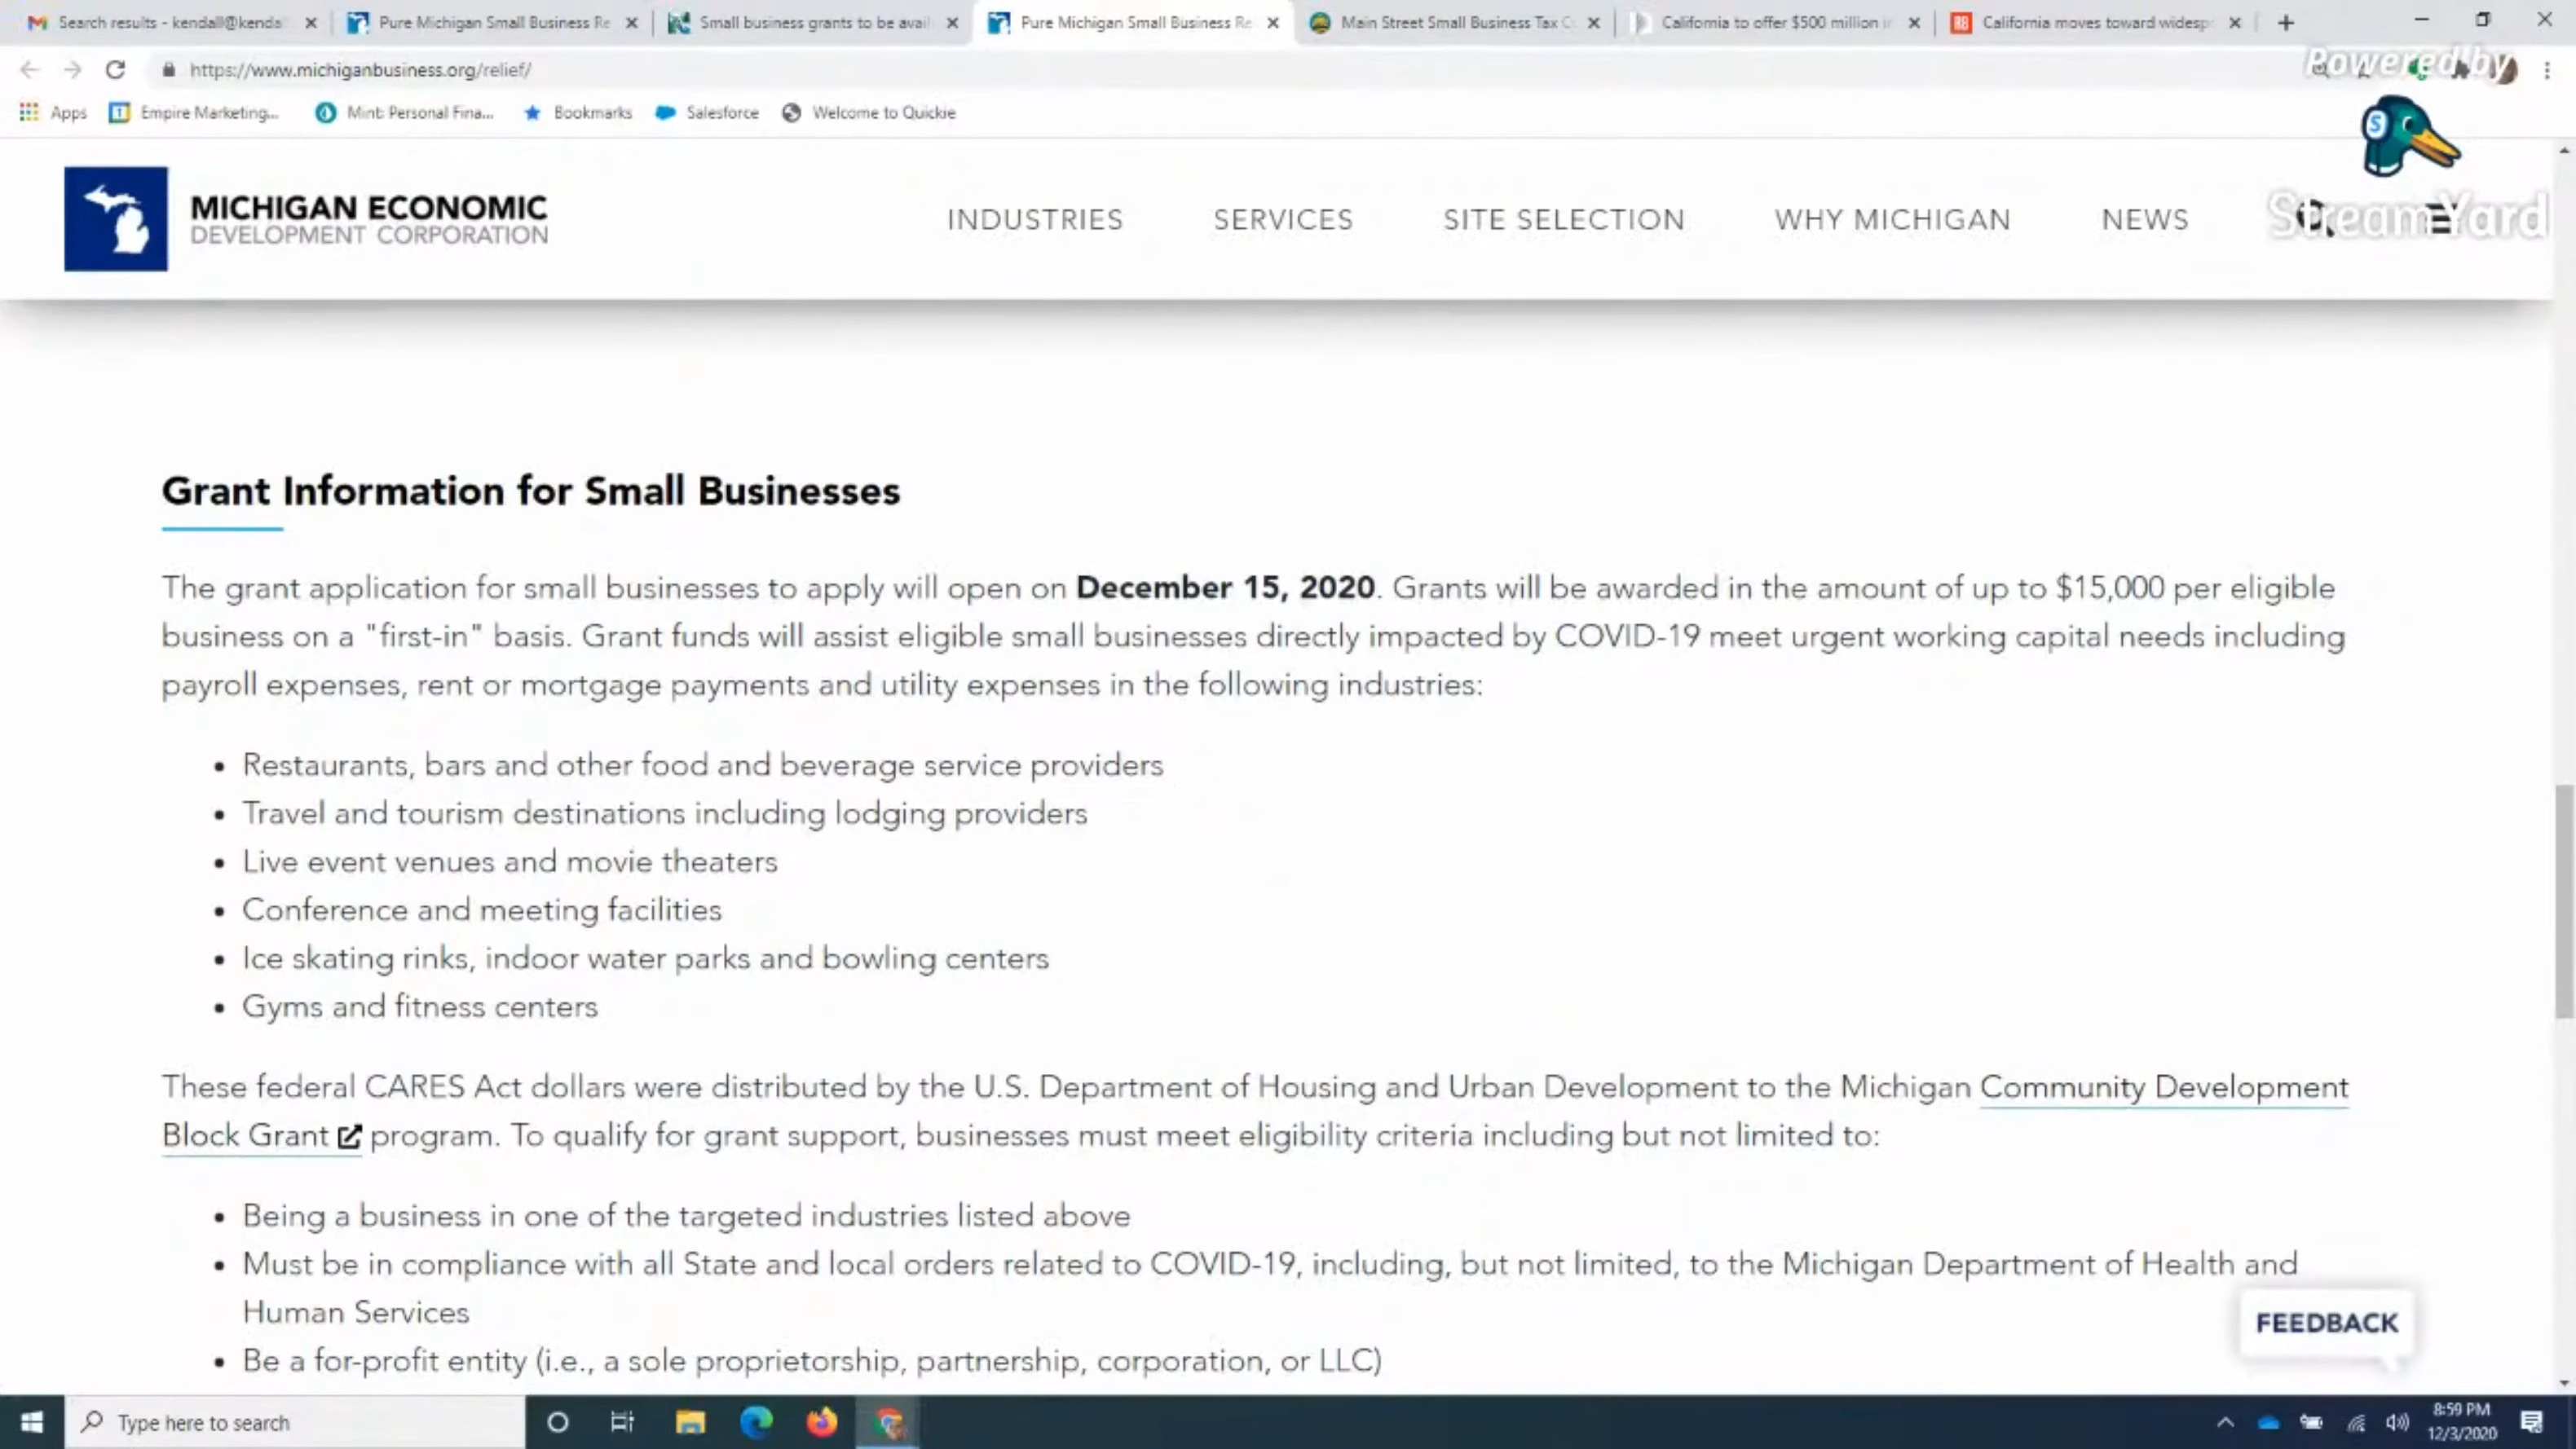 Search results - kendall@kenda
Pure Michigan Small Business Re
Small business grants to be avail
Pure Michigan Small Business Re
Main Street Small Business Tax C
California to offer $500 million i
California moves toward widesp
https://www.michiganbusiness.org/relief/
Powered by
Apps
Empire Marketing...
Mint: Personal Fina...
Bookmarks
Salesforce
Welcome to Quickie
MICHIGAN ECONOMIC
DEVELOPMENT CORPORATION
INDUSTRIES
SERVICES
SITE SELECTION
WHY MICHIGAN
NEWS
StreamYard
Grant Information for Small Businesses
The grant application for small businesses to apply will open on December 15, 2020. Grants will be awarded in the amount of up to $15,000 per eligible
business on a "first-in" basis. Grant funds will assist eligible small businesses directly impacted by COVID-19 meet urgent working capital needs including
payroll expenses, rent or mortgage payments and utility expenses in the following industries:
• Restaurants, bars and other food and beverage service providers
• Travel and tourism destinations including lodging providers
• Live event venues and movie theaters
• Conference and meeting facilities
• Ice skating rinks, indoor water parks and bowling centers
• Gyms and fitness centers
These federal CARES Act dollars were distributed by the U.S. Department of Housing and Urban Development to the Michigan Community Development
Block Grant program. To qualify for grant support, businesses must meet eligibility criteria including but not limited to:
• Being a business in one of the targeted industries listed above
• Must be in compliance with all State and local orders related to COVID-19, including, but not limited, to the Michigan Department of Health and
Human Services
• Be a for-profit entity (i.e., a sole proprietorship, partnership, corporation, or LLC)
FEEDBACK
Type here to search
8:59 PM
12/3/2020